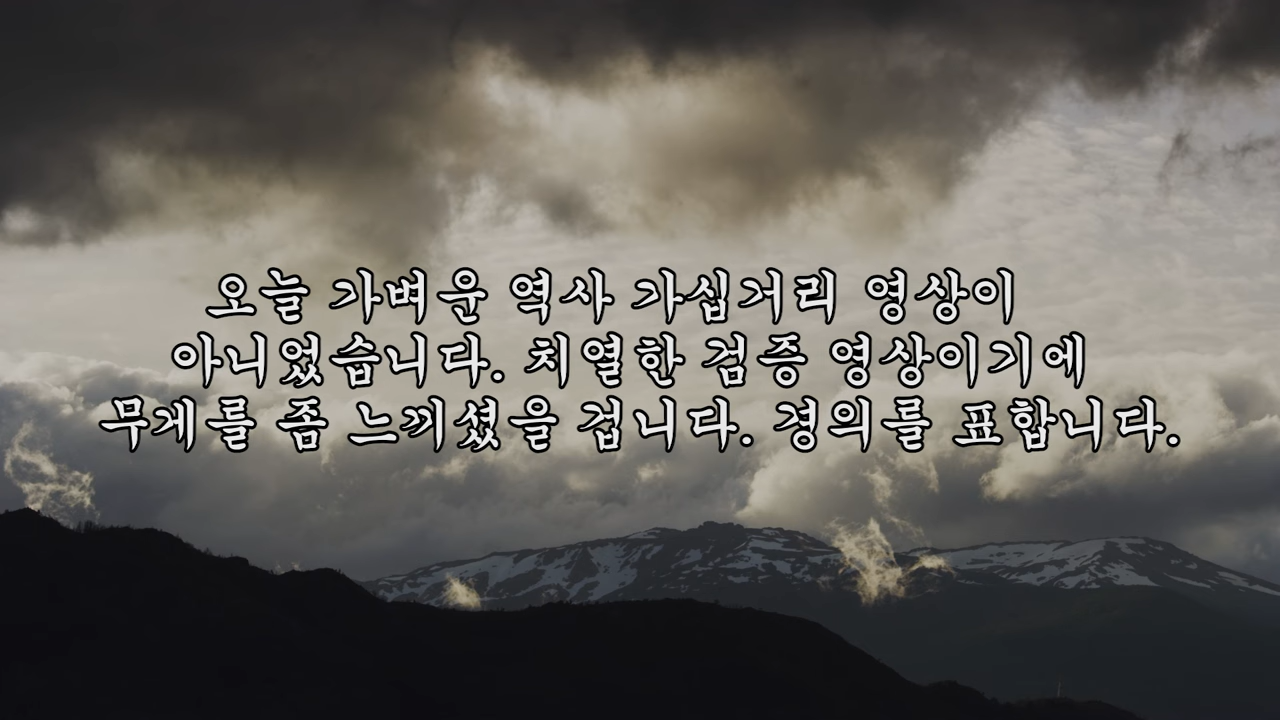 오늘 가벼운 역사 가십거리 영상이
아니었습니다. 치열한 검증 영상이기에
무게를 좀 느끼셨을 겁니다. 경의를 표합니다.